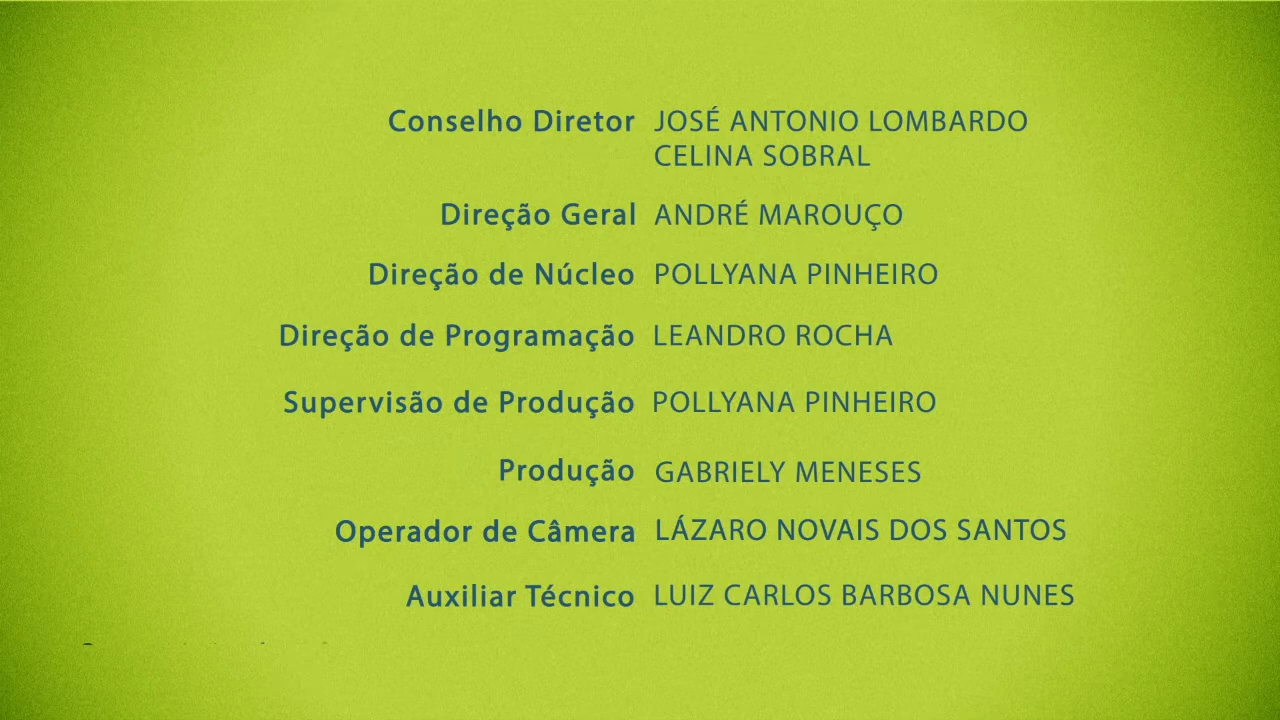 Conselho Diretor JOSÉ ANTONIO LOMBARDO
CELINA SOBRAL
Direção Geral ANDRÉ MAROUÇO
Direção de Núcleo POLLYANA PINHEIRO
Direção de Programação LEANDRO ROCHA
Supervisão de Produção POLLYANA PINHEIRO
Produção GABRIELY MENESES
Operador de Câmera LÁZARO NOVAIS DOS SANTOS
Auxiliar Técnico LUIZ CARLOS BARBOSA NUNES